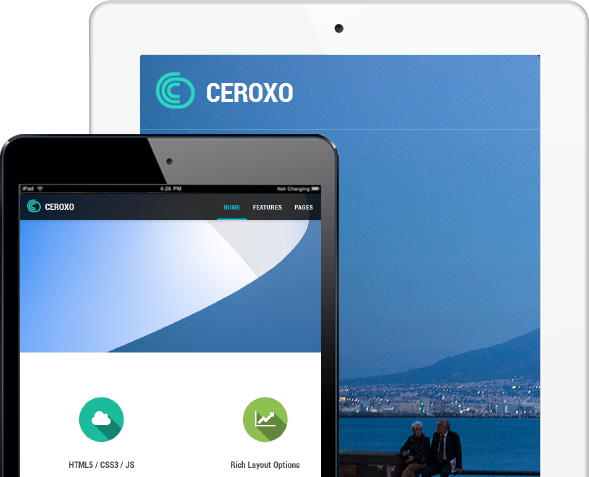 CEROXO
iPad 4:26 PM Not Charging
CEROXO HOME FEATURES PAGES
HTML5 / CSS3 / JS Rich Layout Options